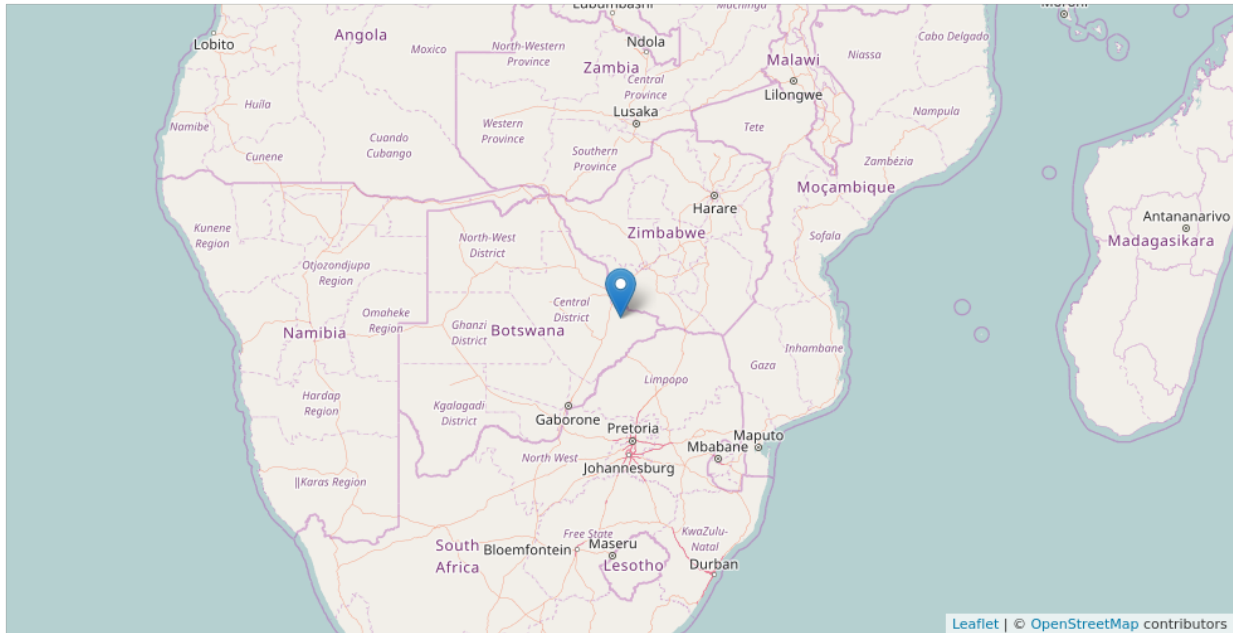 Lubumbashi
Muchinga
Moroni
Lobito
Angola
Moxico
North-Western
Province
Ndola
Zambia
Central
Province
Malawi
Lilongwe
Niassa
Cabo Delgado
Huíla
Lusaka
Nampula
Namibe
Cunene
Cuando
Cubango
Western
Province
Southern
Province
Tete
Zambézia
Moçambique
Kunene
Region
North-West
District
Harare
Zimbabwe
Sofala
Antananarivo
Madagasikara
Otjozondjupa
Region
Omaheke
Region
Namibia
Ghanzi
District
Central
District
Botswana
Inhambane
Gaza
Limpopo
Hardap
Region
Kgalagadi
District
Gaborone
Pretoria
Mbabane
Maputo
North West
Johannesburg
||Karas Region
South
Africa
Bloemfontein
Free State
Maseru
Lesotho
KwaZulu-
Natal
Durban
Leaflet | © OpenStreetMap contributors